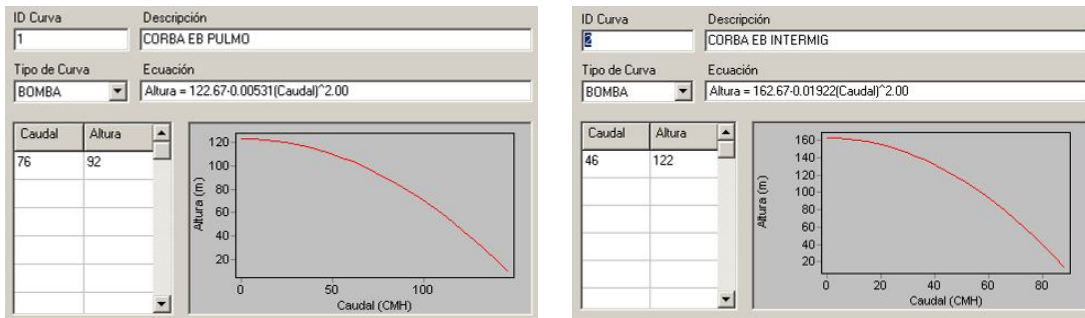 ID Curva Descripción
1 CORBA EB PULMO
Tipo de Curva Ecuación
BOMBA Altura = 122.67-0.00531(Caudal)^2.00
Caudal Altura
76 92
120
100
80
60
40
20
Altura (m)
0 50 100
Caudal (CMH)
ID Curva Descripción
2 CORBA EB INTERMIG
Tipo de Curva Ecuación
BOMBA Altura = 162.67-0.01922(Caudal)^2.00
Caudal Altura
46 122
160
140
120
100
80
60
40
20
Altura (m)
0 20 40 60 80
Caudal (CMH)